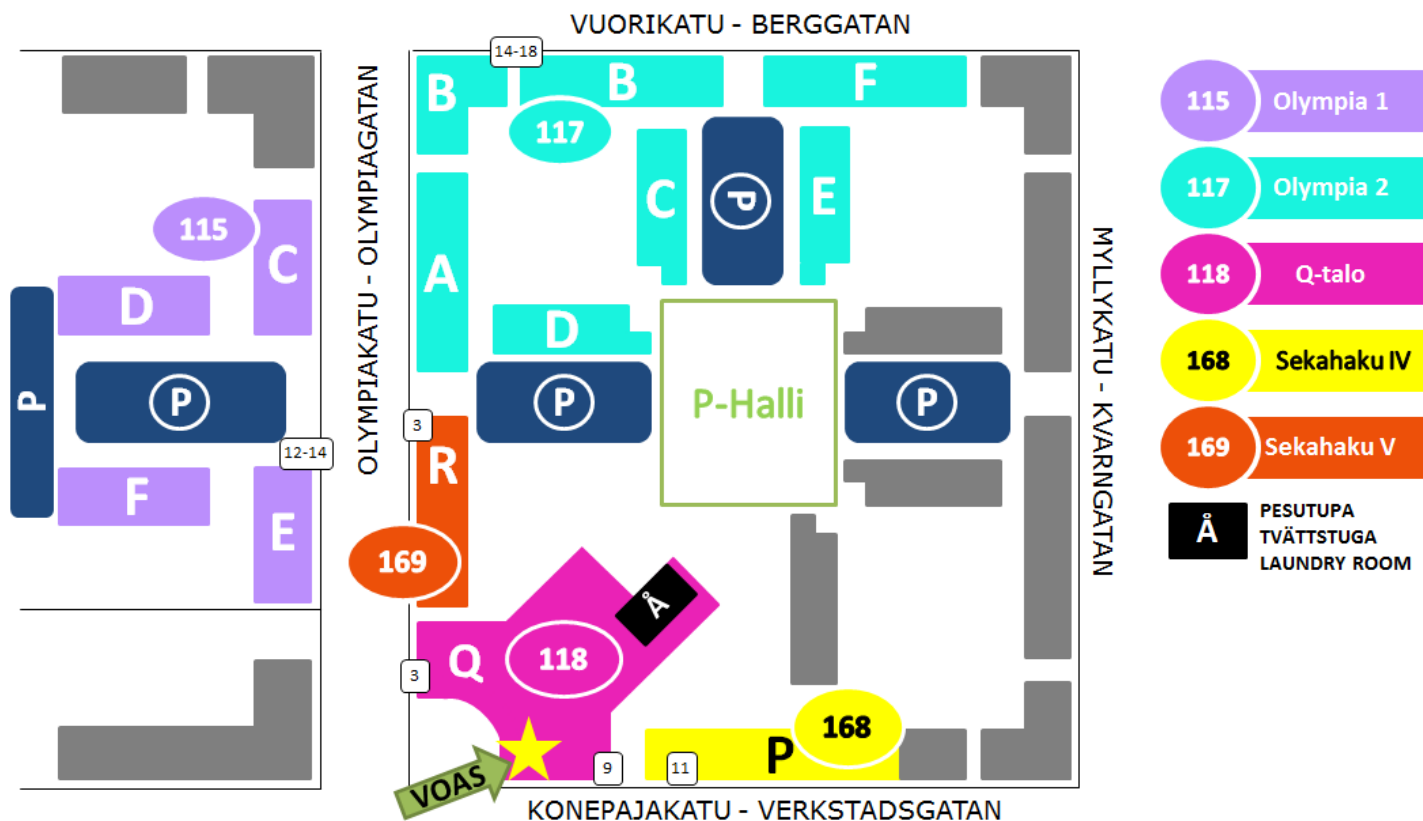 VUORIKATU - BERGGATAN
14-18
B
B
F
117
C
P
E
A
D
P
P-Halli
P
OLYMPIAKATU - OLYMPIAGATAN
MYLLYKATU - KVARNGATAN
115
C
D
P
P
12-14
F
E
3
R
169
Å
Q
118
3
168
P
VOAS
9
11
KONEPAJAKATU - VERKSTADSGATAN
115 Olympia 1
117 Olympia 2
118 Q-talo
168 Sekahaku IV
169 Sekahaku V
Å
PESUTUPA
TVÄTTSTUGA
LAUNDRY ROOM